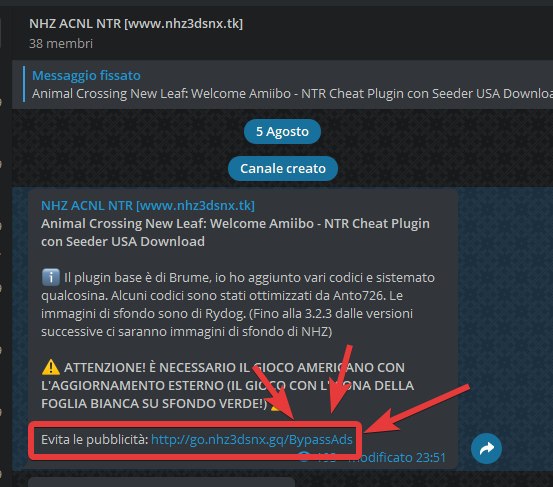 NHZ ACNL NTR [www.nhz3dsnx.tk]
38 membri
Messaggio fissato
Animal Crossing New Leaf: Welcome Amiibo - NTR Cheat Plugin con Seeder USA Downloa
5 Agosto
Canale creato
NHZ ACNL NTR [www.nhz3dsnx.tk]
Animal Crossing New Leaf: Welcome Amiibo - NTR Cheat Plugin
con Seeder USA Download
ℹ️ Il plugin base è di Brume, io ho aggiunto vari codici e sistemato
qualcosina. Alcuni codici sono stati ottimizzati da Anto726. Le
immagini di sfondo sono di Rydog. (Fino alla 3.2.3 dalle versioni
successive ci saranno immagini di sfondo di NHZ)
⚠️ ATTENZIONE! È NECESSARIO IL GIOCO AMERICANO CON
L'AGGIORNAMENTO ESTERNO (IL GIOCO CON DELLA
FOGLIA BIANCA SU SFONDO VERDE!)
Evita le pubblicità: http://go.nhz3dsnx.gq/BypassAds
modificato 23:51